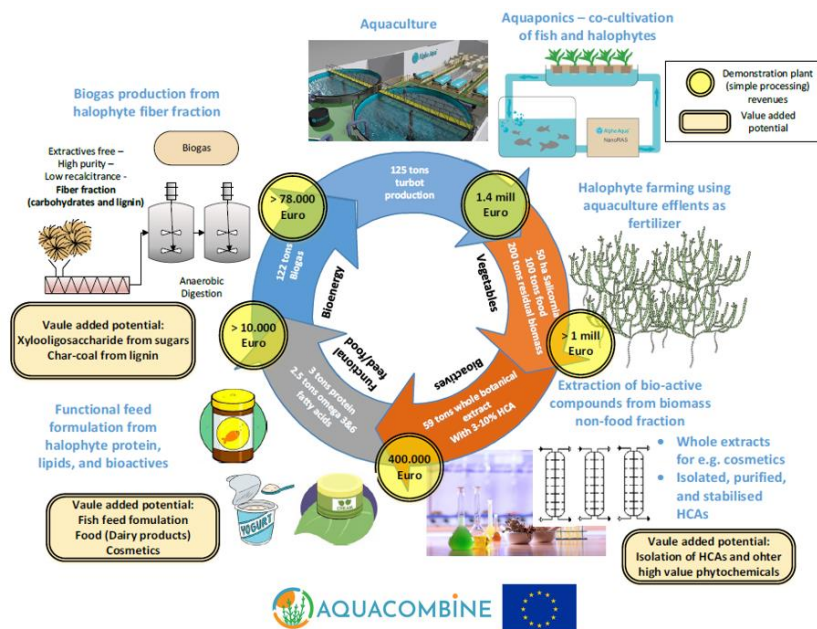 Aquaculture
Aquaponics – co-cultivation
of fish and halophytes
Demonstration plant
(simple processing)
revenues
Value added
potential
Biogas production from
halophyte fiber fraction
Extractives free –
High purity –
Low recalcitrance -
Fiber fraction
(carbohydrates and lignin)
Biogas
Anaerobic
Digestion
Vaule added potential:
Xylooligosaccharide from sugars
Char-coal from lignin
> 78.000
Euro
125 tons
turbot
production
1.4 mill
Euro
Halophyte farming using
aquaculture efflents as
fertilizer
122 tons
Biogas
Bioenergy
Vegetables
50 ha Salicornia
100 tons food
200 tons residual biomass
> 10.000
Euro
> 1 mill
Euro
Functional
feed/food
Bioactives
3 tons protein
2.5 tons omega 3&6
fatty acids
59 tons whole botanical
extract
With 3-10% HCA
400.000
Euro
Functional feed
formulation from
halophyte protein,
lipids, and bioactives
YOGURT
Vaule added potential:
Fish feed fomulation
Food (Dairy products)
Cosmetics
Extraction of bio-active
compounds from biomass
non-food fraction
• Whole extracts
for e.g. cosmetics
• Isolated, purified,
and stabilised
HCAs
Vaule added potential:
Isolation of HCAs and ohter
high value phytochemicals
AQUACOMBINE